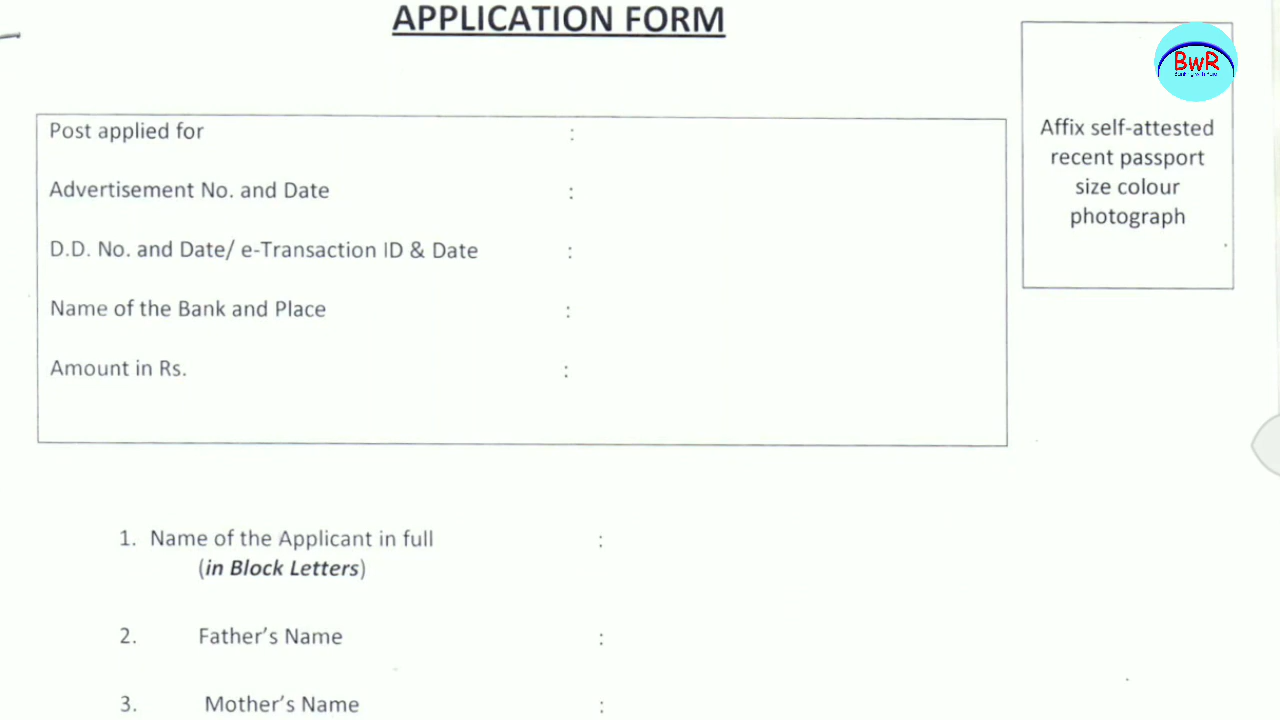 APPLICATION FORM
BwR
Post applied for :
Advertisement No. and Date :
D.D. No. and Date/ e-Transaction ID & Date :
Name of the Bank and Place :
Amount in Rs. :
Affix self-attested
recent passport
size colour
photograph
1. Name of the Applicant in full :
(in Block Letters)
2. Father's Name :
3. Mother's Name :